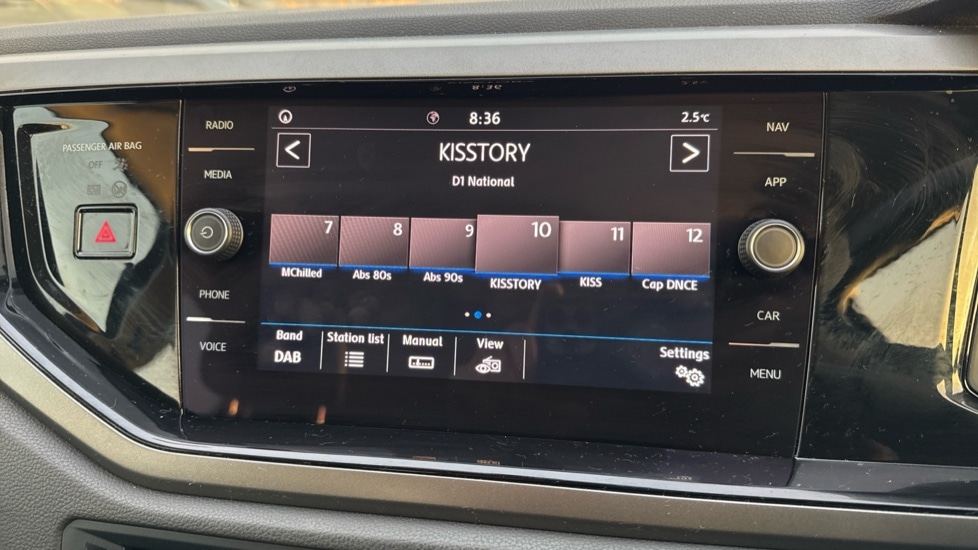 PASSENGER AIR BAG
OFF
RADIO
MEDIA
PHONE
VOICE
8:36
2.5°C
<
KISSTORY
>
D1 National
7
8
9
10
11
12
MChilled
Abs 80s
Abs 90s
KISSTORY
KISS
Cap DNCE
Band
DAB
Station list
Manual
View
Settings
NAV
APP
CAR
MENU